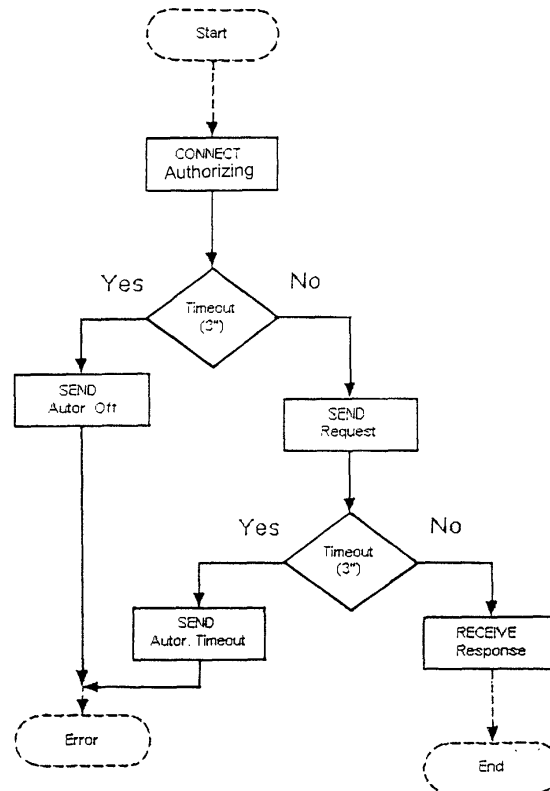 Start
CONNECT
Authorizing
Yes
No
Timeout
(3")
SEND
Autor. Off
SEND
Request
Yes
No
Timeout
(3")
SEND
Autor. Timeout
RECEIVE
Response
Error
End